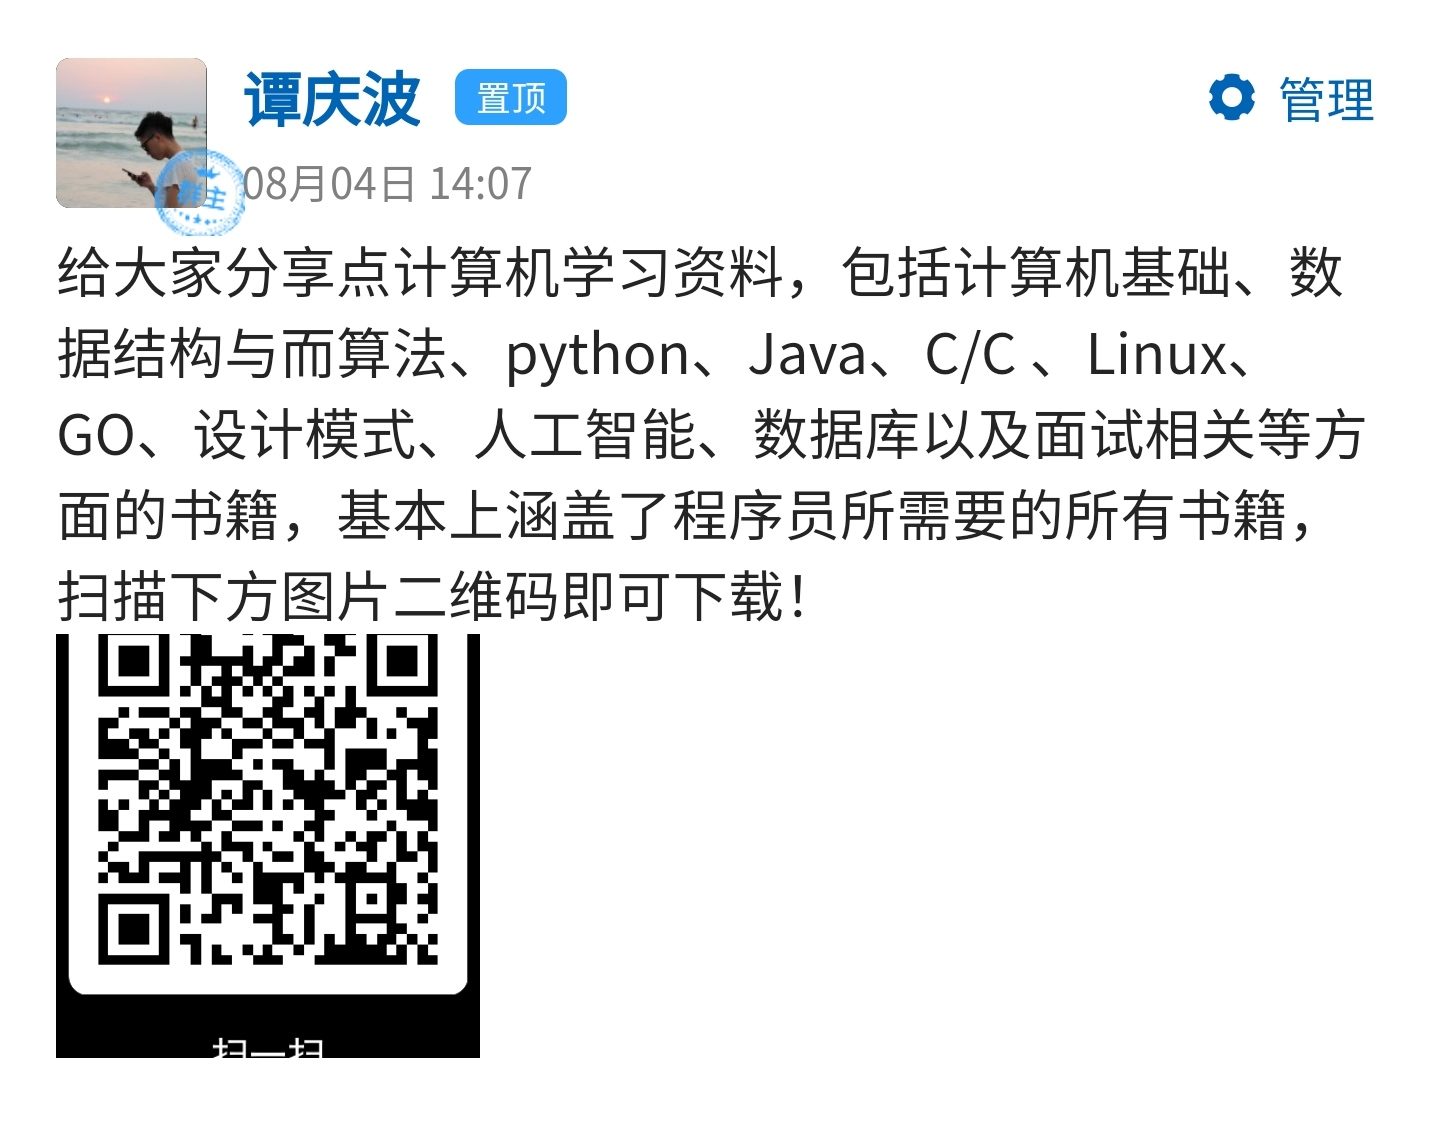 谭庆波 置顶 管理
群主
08月04日 14:07
给大家分享点计算机学习资料，包括计算机基础、数
据结构与而算法、python、Java、C/C 、Linux、
GO、设计模式、人工智能、数据库以及面试相关等方
面的书籍，基本上涵盖了程序员所需要的所有书籍，
扫描下方图片二维码即可下载！
扫一扫